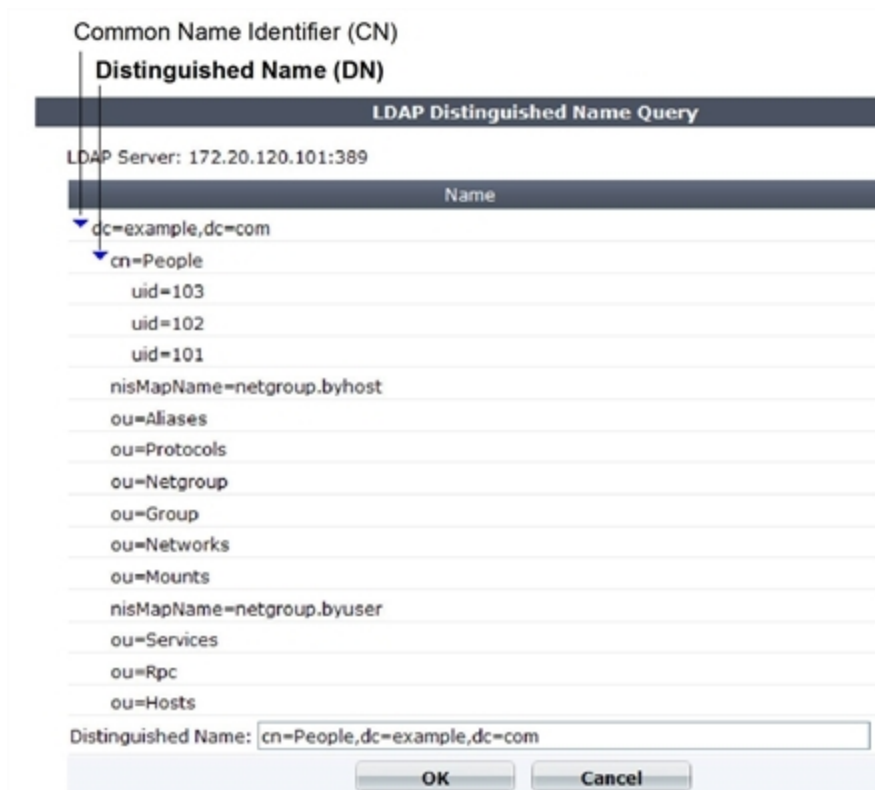 Common Name Identifier (CN)
Distinguished Name (DN)
LDAP Distinguished Name Query
LDAP Server: 172.20.120.101:389
Name
dc=example,dc=com
cn=People
uid=103
uid=102
uid=101
nisMapName=netgroup.byhost
ou=Aliases
ou=Protocols
ou=Netgroup
ou=Group
ou=Networks
ou=Mounts
nisMapName=netgroup.byuser
ou=Services
ou=Rpc
ou=Hosts
Distinguished Name: cn=People,dc=example,dc=com
OK Cancel